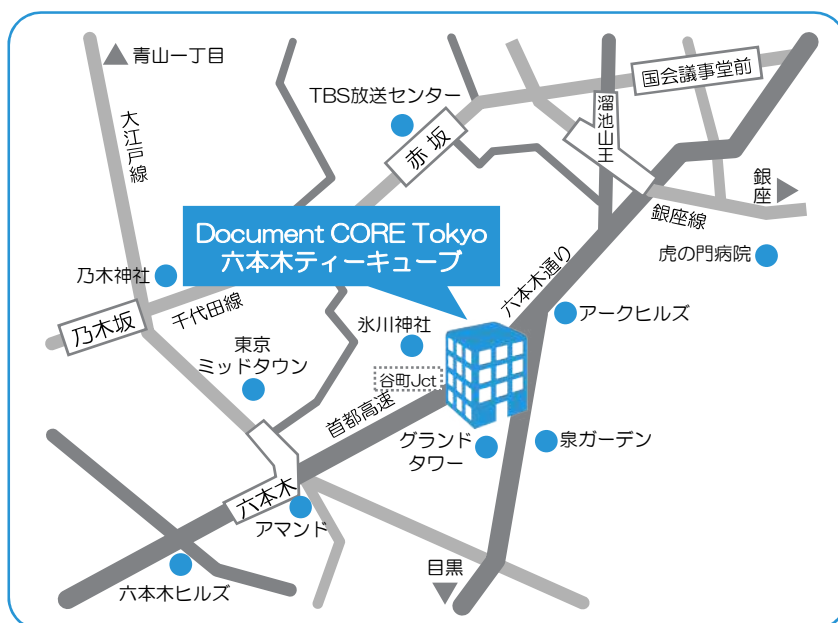 青山一丁目
大江戸線
TBS放送センター
赤坂
国会議事堂前
溜池山王
銀座
銀座線
虎の門病院
Document CORE Tokyo
六本木ティーキューブ
六本木通り
乃木神社
乃木坂
千代田線
氷川神社
アークヒルズ
東京
ミッドタウン
谷町Jct
首都高速
グランド
タワー
泉ガーデン
六本木
アマンド
六本木ヒルズ
目黒